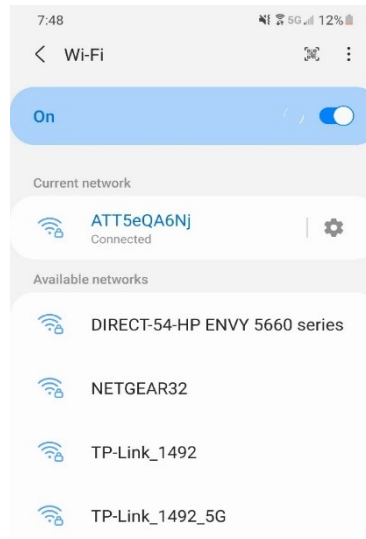 7:48 5G 12%
Wi-Fi
On
Current network
ATT5eQA6Nj
Connected
Available networks
DIRECT-54-HP ENVY 5660 series
NETGEAR32
TP-Link_1492
TP-Link_1492_5G